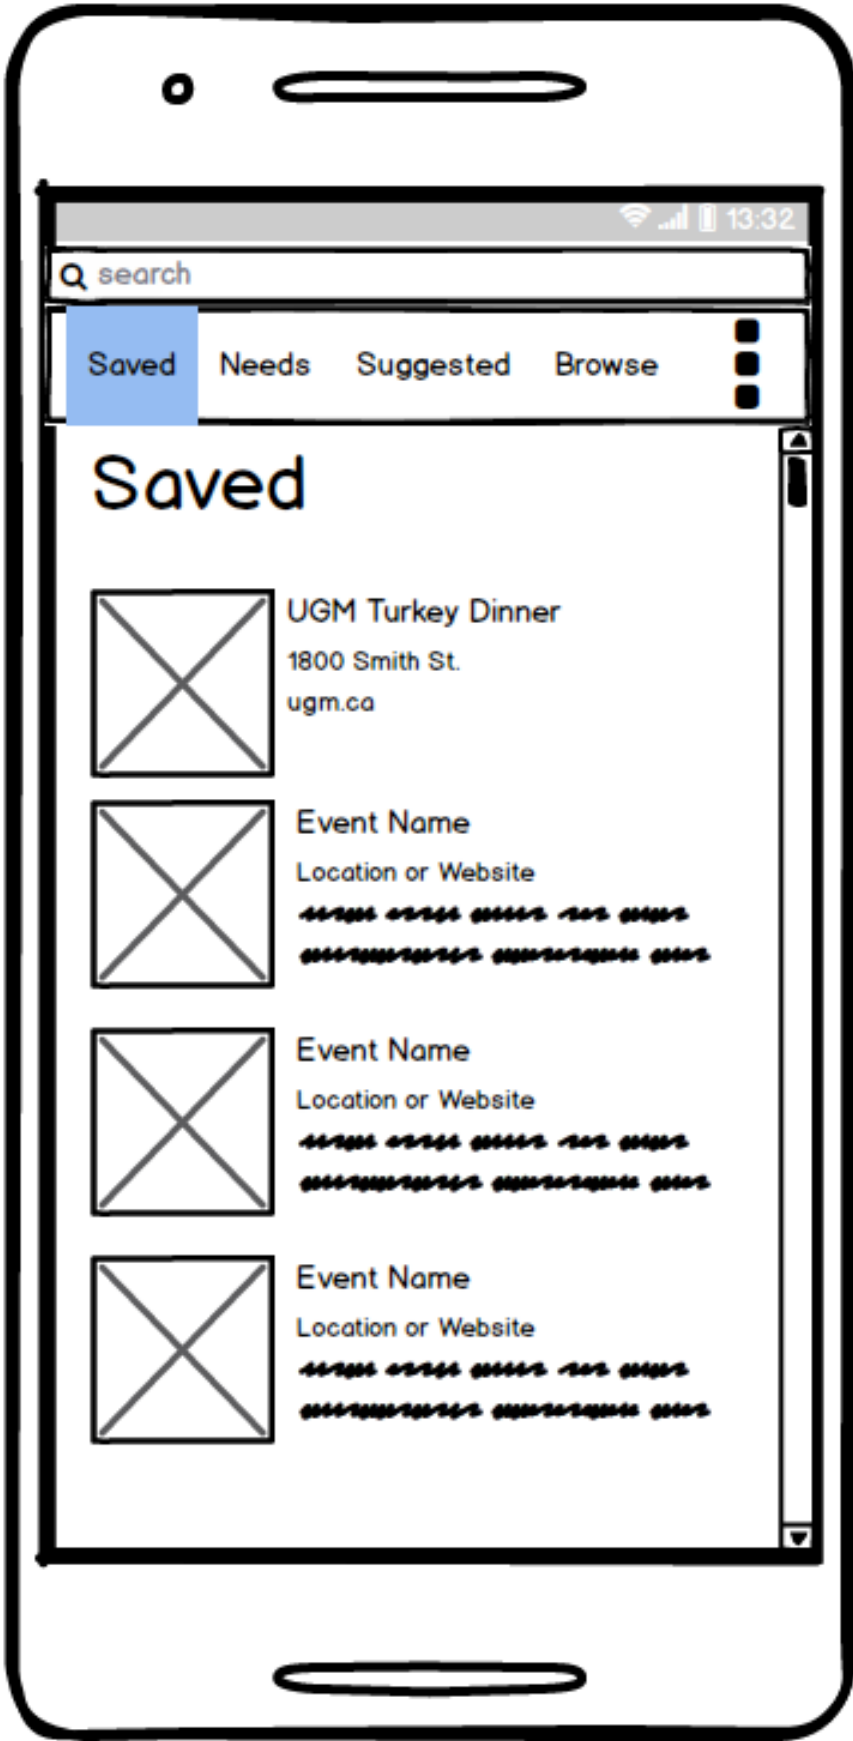 13:32
search
Saved Needs Suggested Browse
Saved
UGM Turkey Dinner
1800 Smith St.
ugm.ca
Event Name
Location or Website
Event Name
Location or Website
Event Name
Location or Website